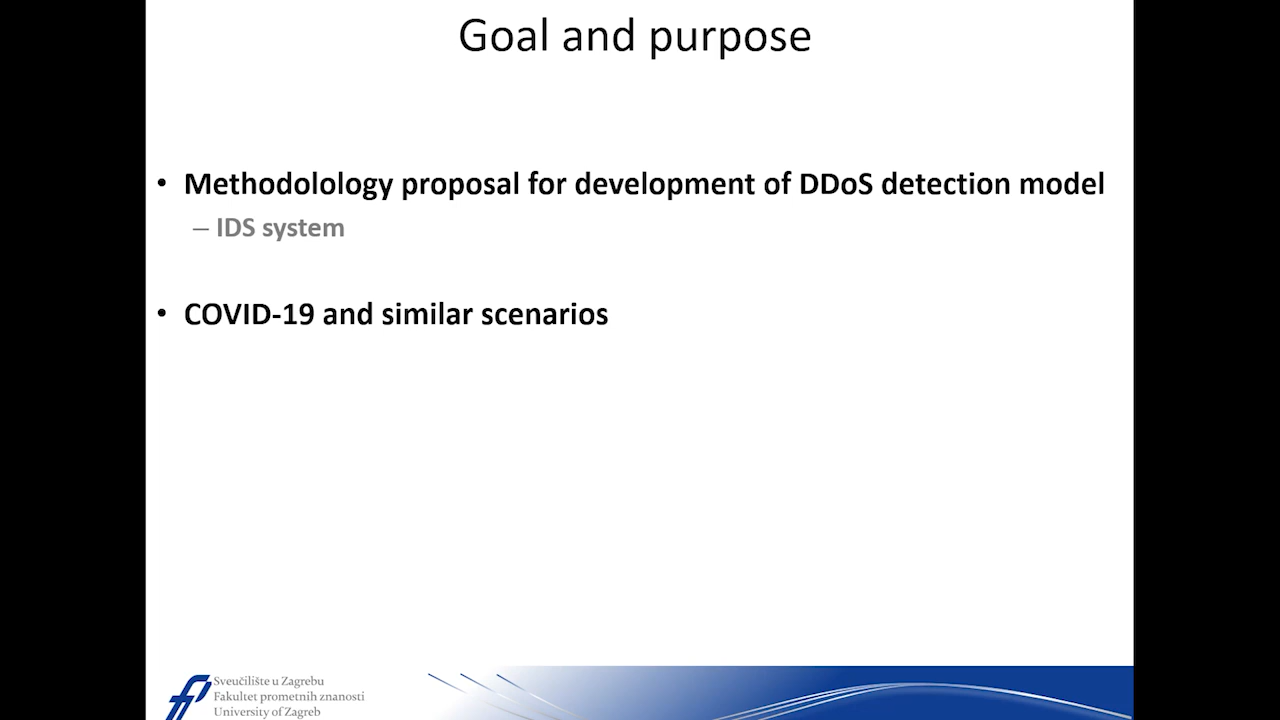 Goal and purpose
• Methodolology proposal for development of DDoS detection model
– IDS system
• COVID-19 and similar scenarios
Sveučilište u Zagrebu
Fakultet prometnih znanosti
University of Zagreb